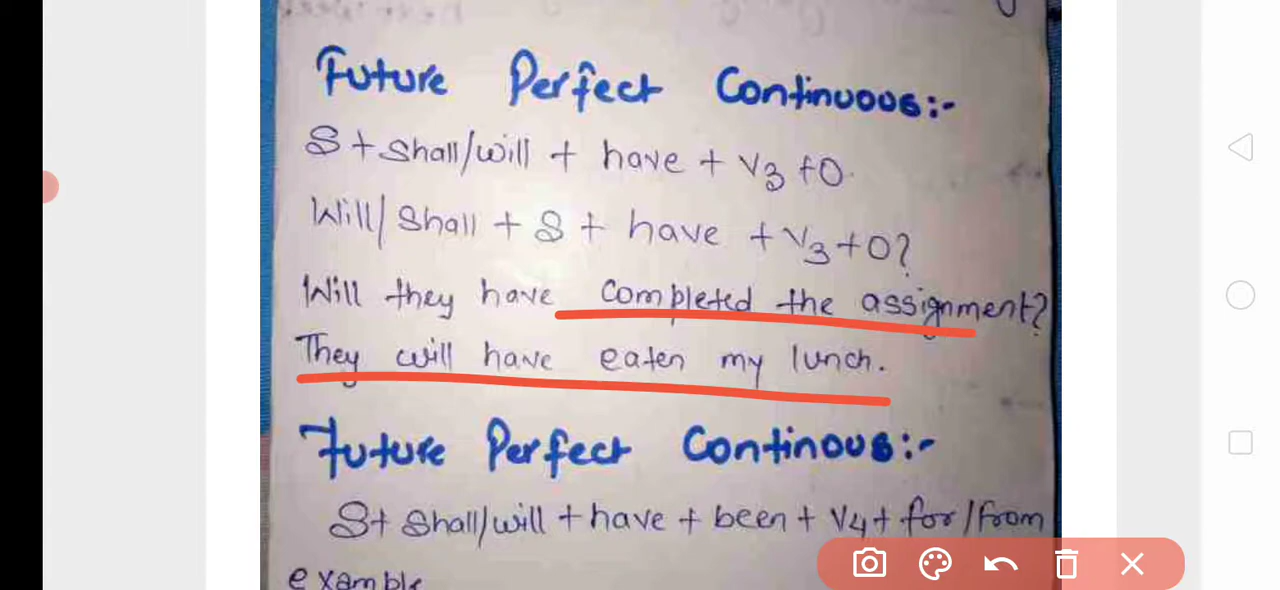 Future Perfect Continuous:-
S + Shall/will + have + V3 + O.
Will/Shall + S + have + V3 + O?
Will they have completed the assignment?
They will have eaten my lunch.
Future Perfect Continous:-
S + Shall/will + have + been + V4 + for/from
example